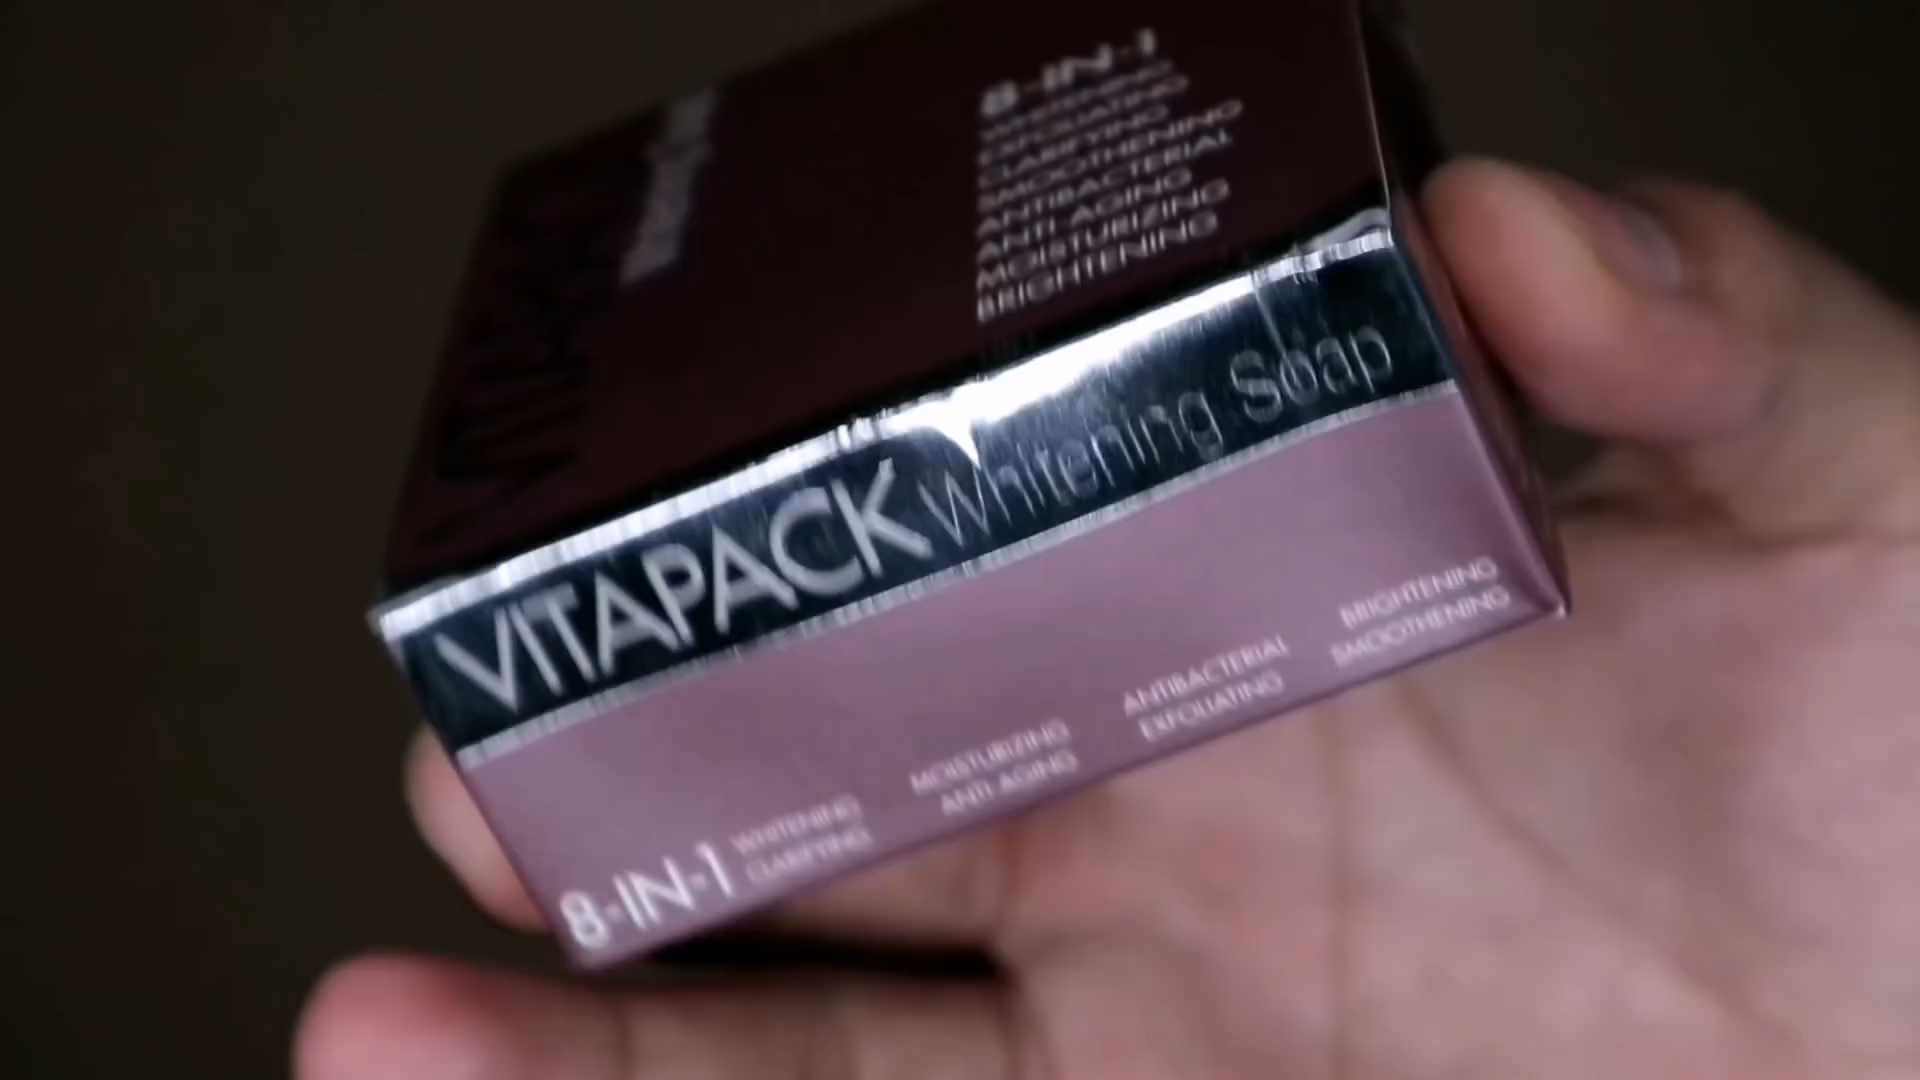 8-IN-1
WHITENING
EXFOLIATING
CLARIFYING
SMOOTHENING
ANTIBACTERIAL
ANTI-AGING
MOISTURIZING
BRIGHTENING
VITAPACK Whitening Soap
8-IN-1
WHITENING
CLARIFYING
MOISTURIZING
ANTI-AGING
ANTIBACTERIAL
EXFOLIATING
BRIGHTENING
SMOOTHENING